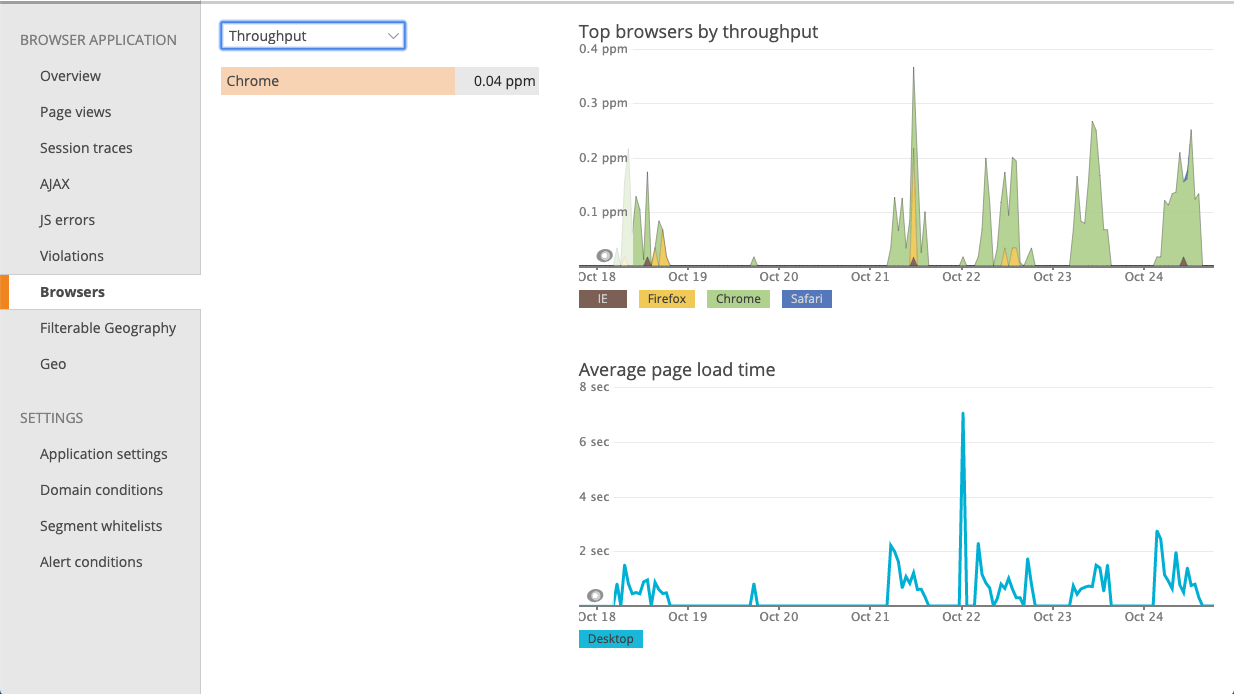 BROWSER APPLICATION
Overview
Page views
Session traces
AJAX
JS errors
Violations
Browsers
Filterable Geography
Geo
SETTINGS
Application settings
Domain conditions
Segment whitelists
Alert conditions
Throughput
Chrome 0.04 ppm
Top browsers by throughput
0.4 ppm
0.3 ppm
0.2 ppm
0.1 ppm
Oct 18 Oct 19 Oct 20 Oct 21 Oct 22 Oct 23 Oct 24
IE Firefox Chrome Safari
Average page load time
8 sec
6 sec
4 sec
2 sec
Oct 18 Oct 19 Oct 20 Oct 21 Oct 22 Oct 23 Oct 24
Desktop